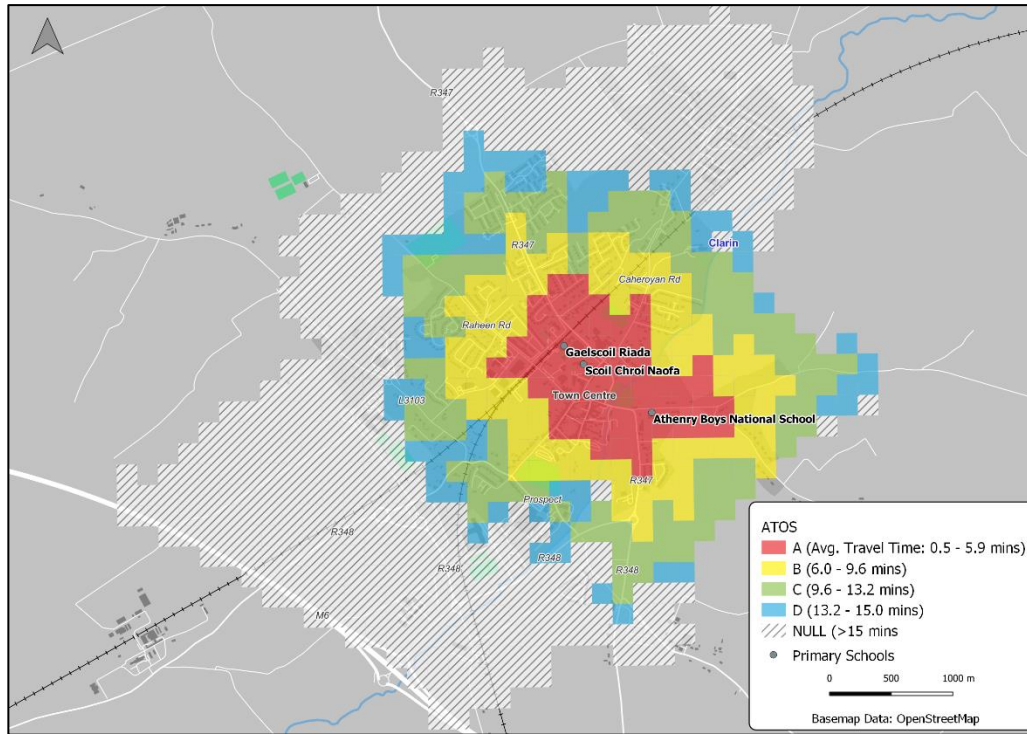 R347
Clarin
R347
Caheroyan Rd
Raheen Rd
Gaelscoil Riada
Scoil Chroi Naofa
L3103
Town Centre
Athenry Boys National School
R347
Prospect
R348
R348
R348
R348
M6
ATOS
A (Avg. Travel Time: 0.5 - 5.9 mins)
B (6.0 - 9.6 mins)
C (9.6 - 13.2 mins)
D (13.2 - 15.0 mins)
NULL (>15 mins
Primary Schools
0 500 1000 m
Basemap Data: OpenStreetMap